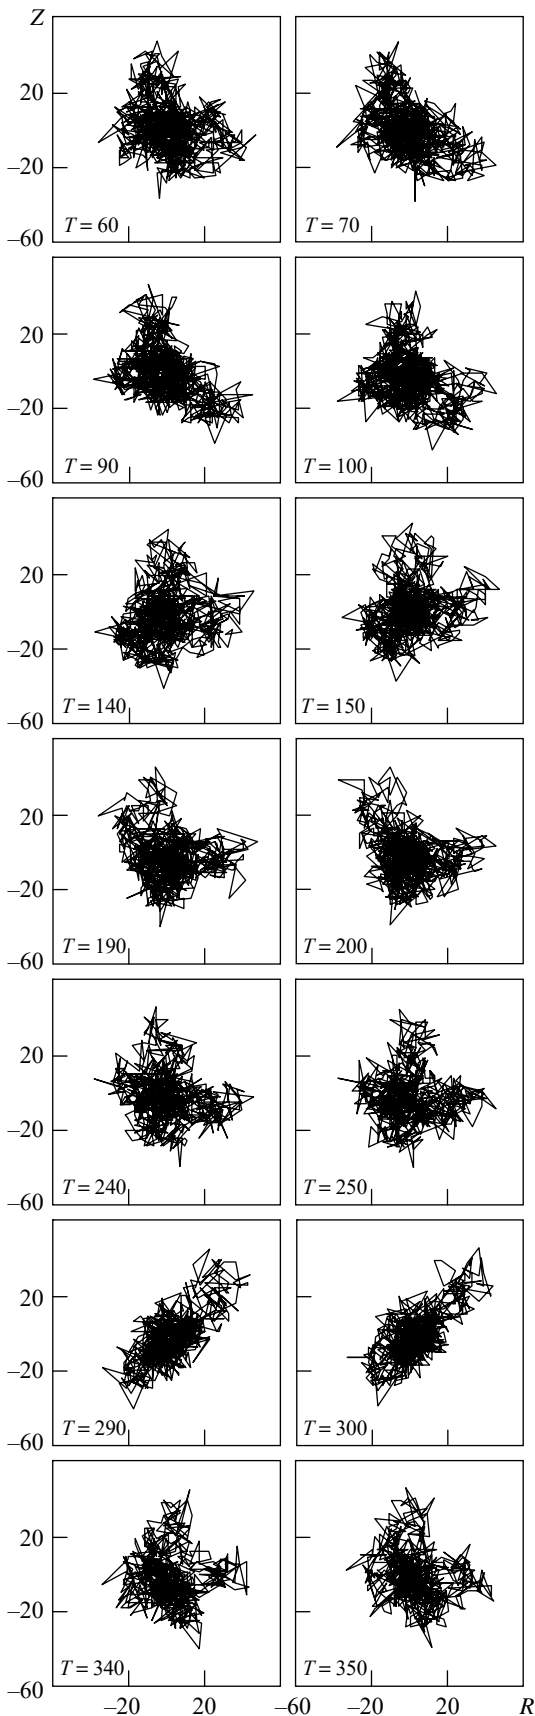 Z
20
–20
–60
T = 60
T = 70
20
–20
–60
T = 90
T = 100
20
–20
–60
T = 140
T = 150
20
–20
–60
T = 190
T = 200
20
–20
–60
T = 240
T = 250
20
–20
–60
T = 290
T = 300
20
–20
–60
T = 340
T = 350
–20 20 –60 –20 20 R